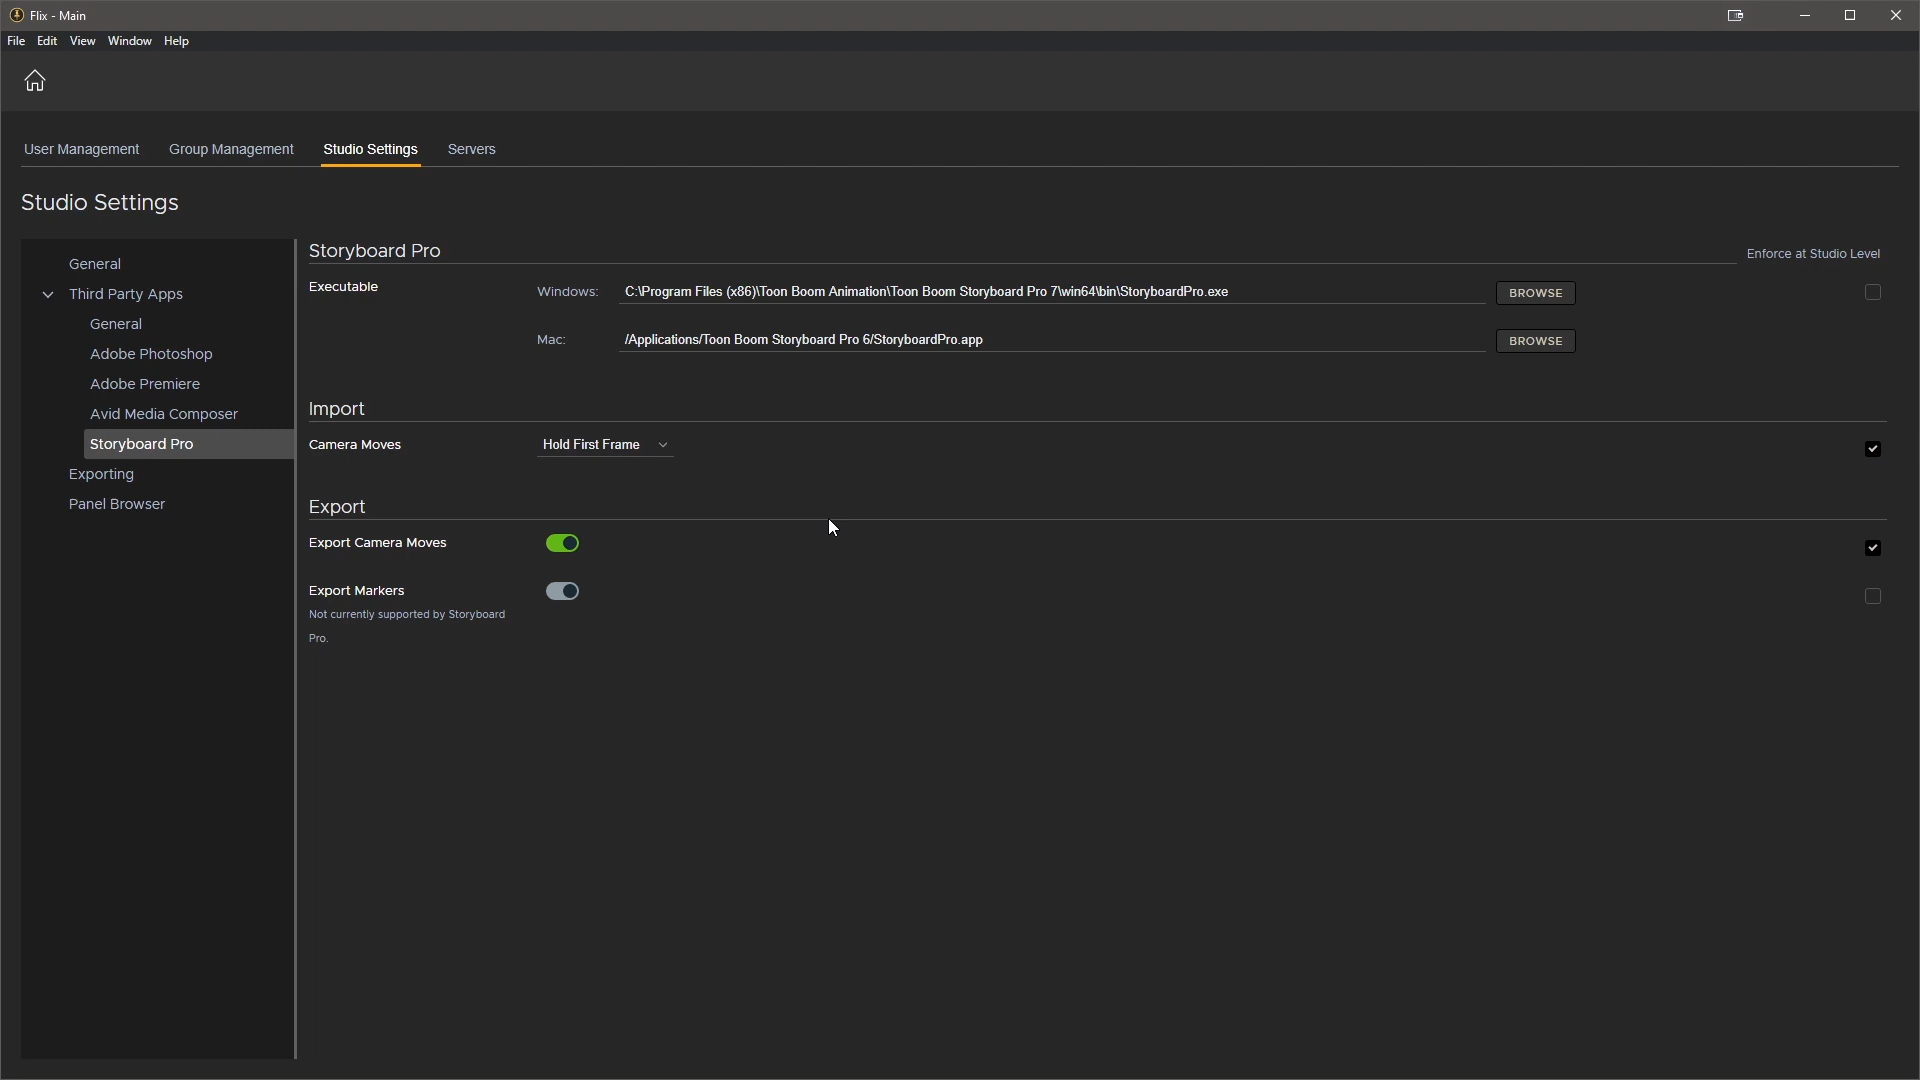 Flix - Main
File Edit View Window Help
User Management Group Management Studio Settings Servers
Studio Settings
General
Third Party Apps
General
Adobe Photoshop
Adobe Premiere
Avid Media Composer
Storyboard Pro
Exporting
Panel Browser
Storyboard Pro
Enforce at Studio Level
Executable
Windows: C:\Program Files (x86)\Toon Boom Animation\Toon Boom Storyboard Pro 7\win64\bin\StoryboardPro.exe BROWSE
Mac: /Applications/Toon Boom Storyboard Pro 6/StoryboardPro.app BROWSE
Import
Camera Moves Hold First Frame
Export
Export Camera Moves
Export Markers
Not currently supported by Storyboard
Pro.